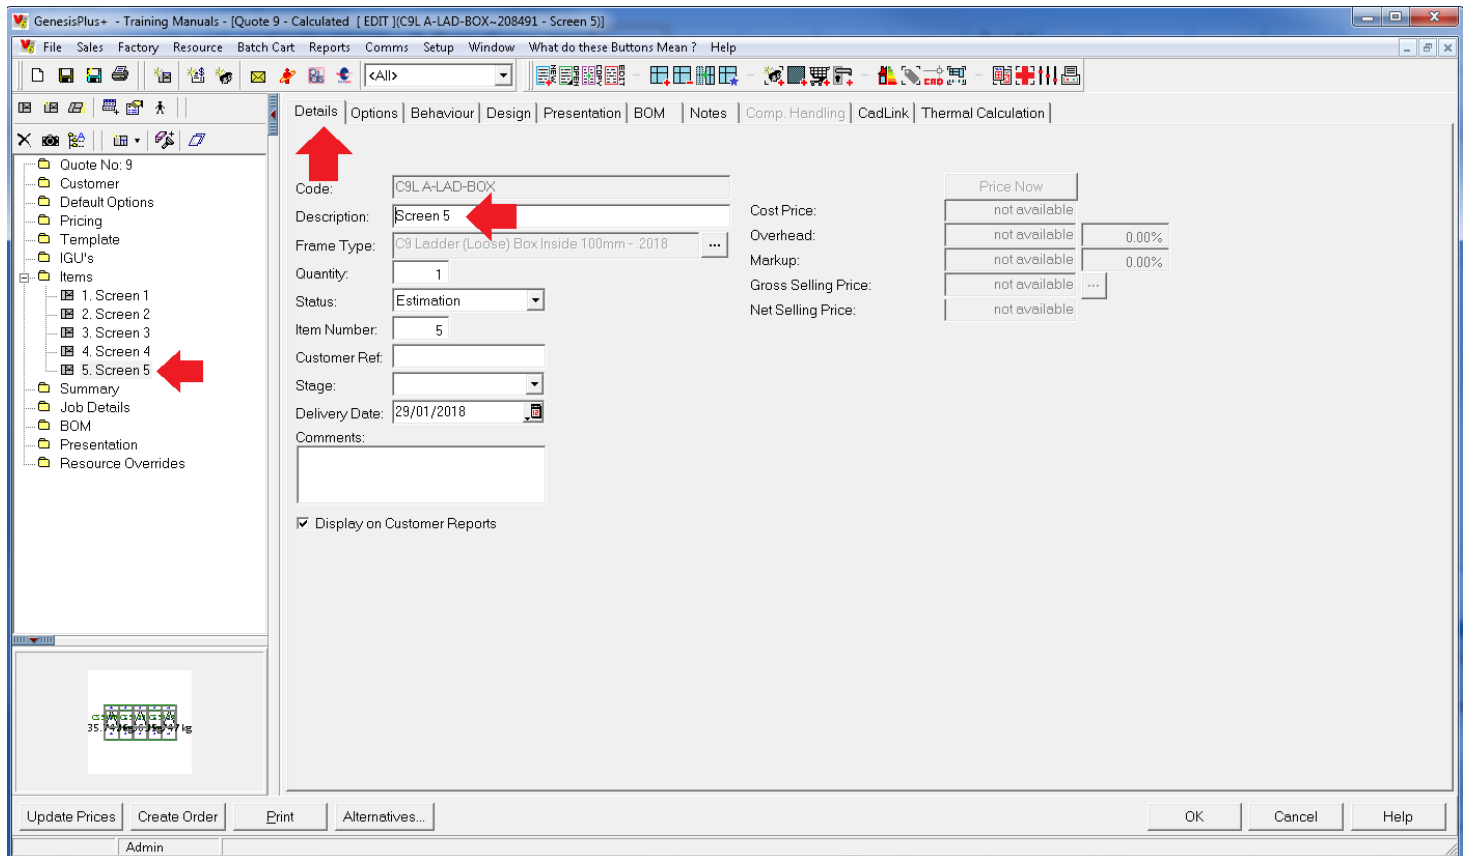 GenesisPlus+ - Training Manuals - [Quote 9 - Calculated [ EDIT ](C9L A-LAD-BOX~208491 - Screen 5)]
File Sales Factory Resource Batch Cart Reports Comms Setup Window What do these Buttons Mean ? Help
<All>
Details Options Behaviour Design Presentation BOM Notes Comp. Handling CadLink Thermal Calculation
Quote No: 9
Customer
Default Options
Pricing
Template
IGU's
Items
1. Screen 1
2. Screen 2
3. Screen 3
4. Screen 4
5. Screen 5
Summary
Job Details
BOM
Presentation
Resource Overrides
Code: C9L A-LAD-BOX
Description: Screen 5
Frame Type: C9 Ladder (Loose) Box Inside 100mm - .2018 ...
Quantity: 1
Status: Estimation
Item Number: 5
Customer Ref:
Stage:
Delivery Date: 29/01/2018
Comments:
Display on Customer Reports
Price Now
Cost Price: not available
Overhead: not available 0.00%
Markup: not available 0.00%
Gross Selling Price: not available ...
Net Selling Price: not available
Update Prices Create Order Print Alternatives... OK Cancel Help
Admin